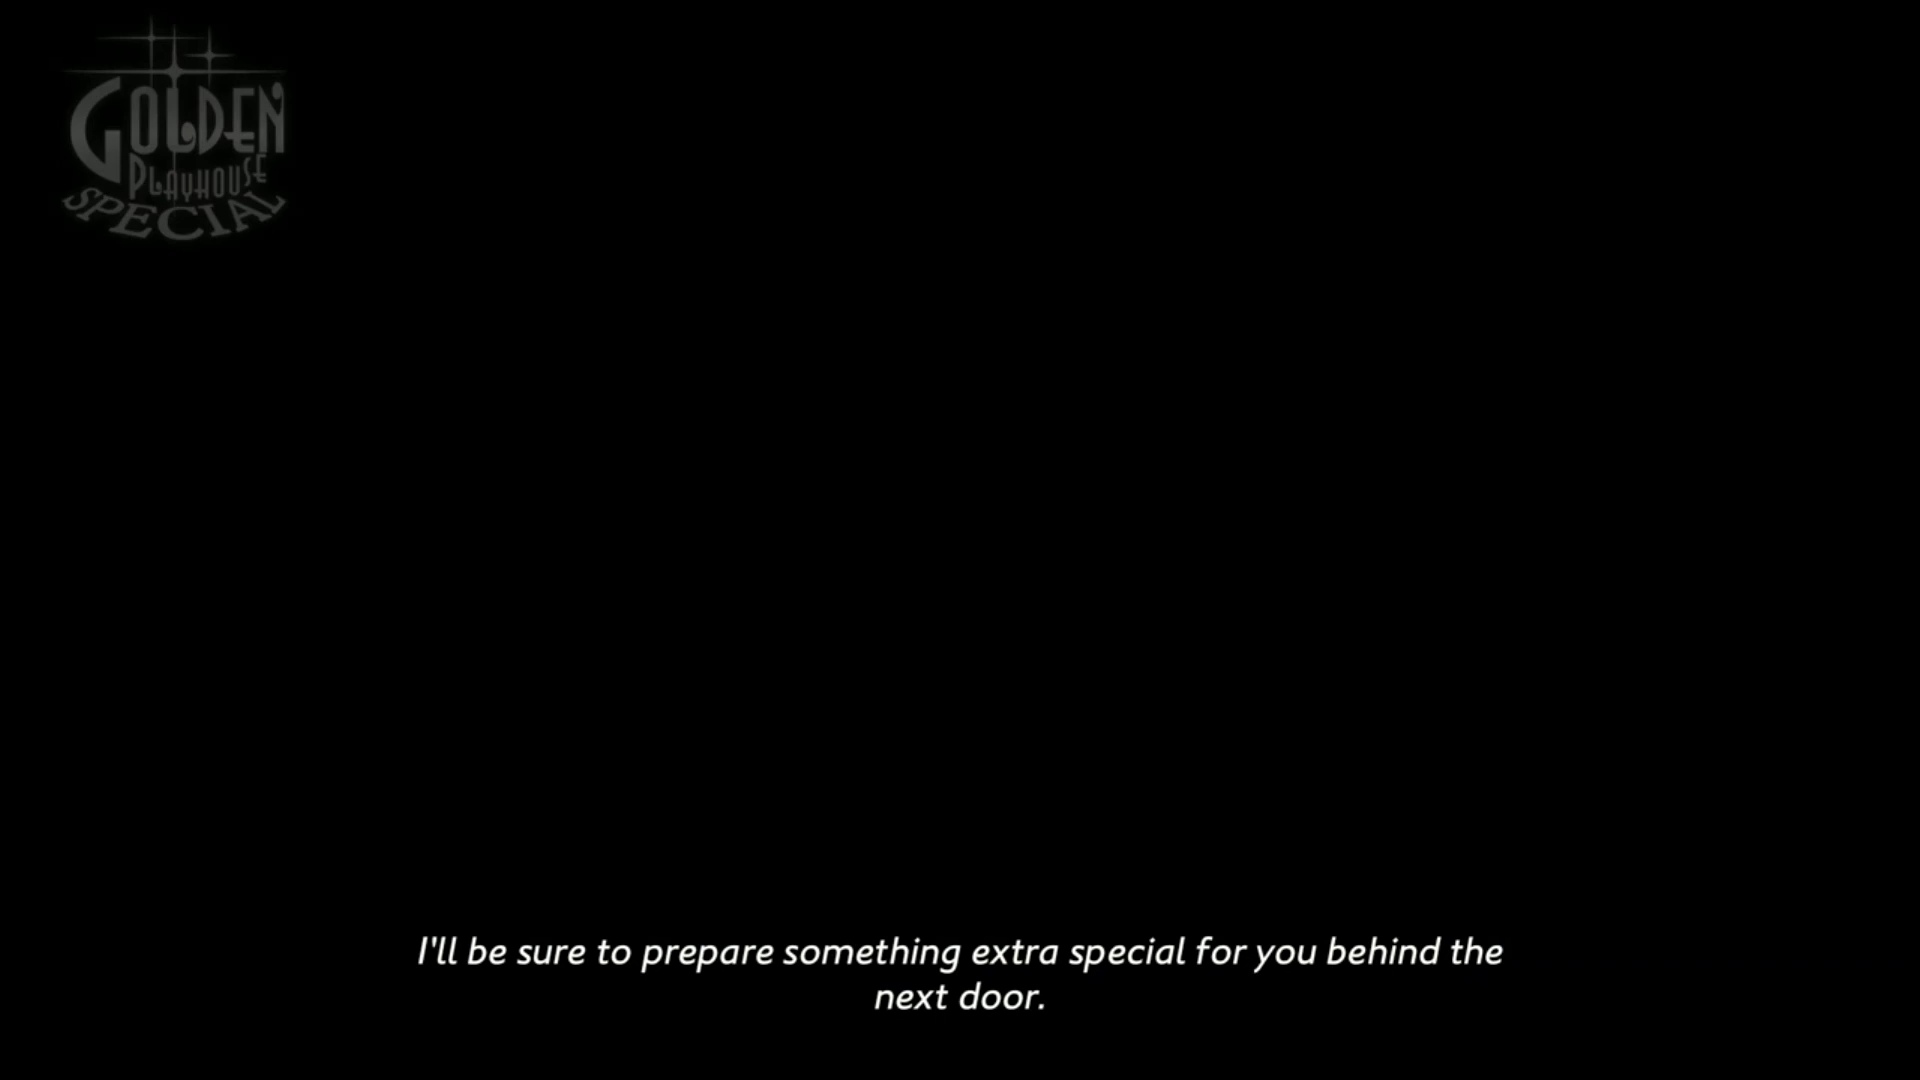 GOLDEN
PLAYHOUSE
SPECIAL
I'll be sure to prepare something extra special for you behind the
next door.